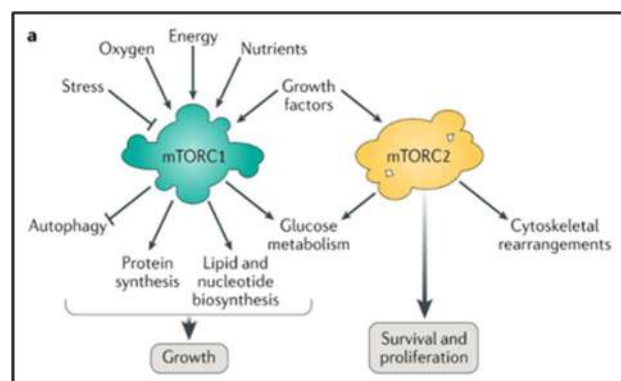 a
Energy
Oxygen
Nutrients
Stress
Growth
factors
mTORC1
mTORC2
Autophagy
Glucose
metabolism
Cytoskeletal
rearrangements
Protein
synthesis
Lipid and
nucleotide
biosynthesis
Growth
Survival and
proliferation